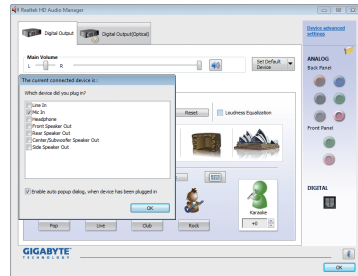 Realtek HD Audio Manager
Digital Output
Digital Output(Optical)
Device advanced settings
Main Volume
L
R
Set Default Device
ANALOG
Back Panel
The current connected device is :
Which device did you plug in?
Line In
Mic In
Headphone
Front Speaker Out
Rear Speaker Out
Center/Subwoofer Speaker Out
Side Speaker Out
Reset
Loudness Equalization
Front Panel
Enable auto popup dialog, when device has been plugged in
OK
DIGITAL
Karaoke
Pop
Live
Club
Rock
+0
GIGABYTE
TECHNOLOGY
OK